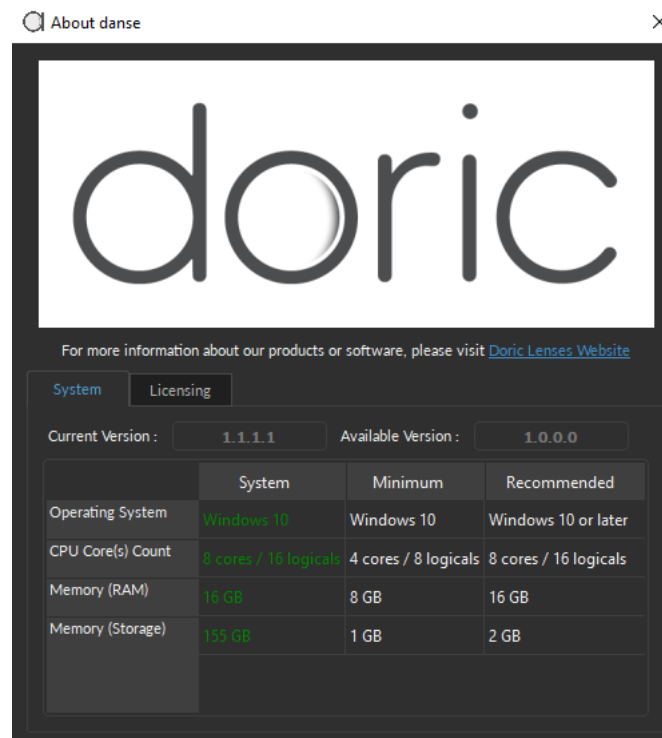 About danse
doric
For more information about our products or software, please visit Doric Lenses Website
System Licensing
Current Version : 1.1.1.1 Available Version : 1.0.0.0
System Minimum Recommended
Operating System Windows 10 Windows 10 Windows 10 or later
CPU Core(s) Count 8 cores / 16 logicals 4 cores / 8 logicals 8 cores / 16 logicals
Memory (RAM) 16 GB 8 GB 16 GB
Memory (Storage) 155 GB 1 GB 2 GB